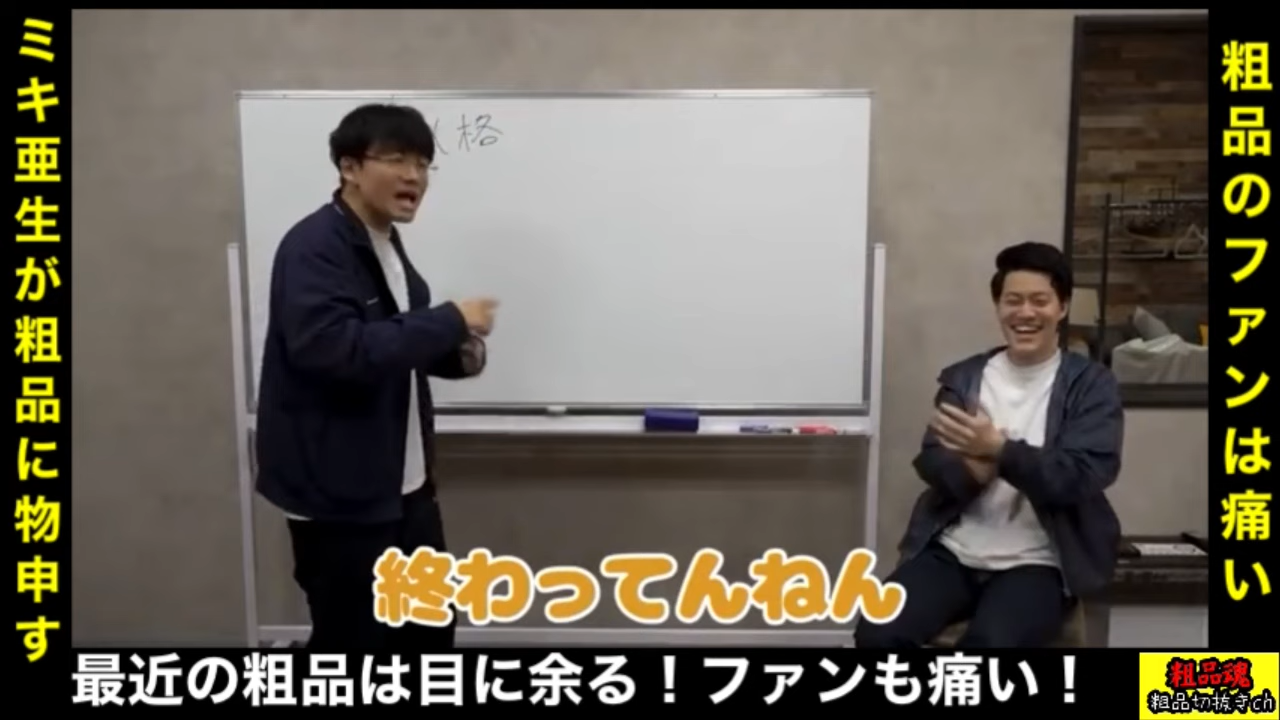 ミキ亜生が粗品に物申す
粗品のファンは痛い
格
終わってんねん
最近の粗品は目に余る！ファンも痛い！
粗品魂
粗品切抜きch